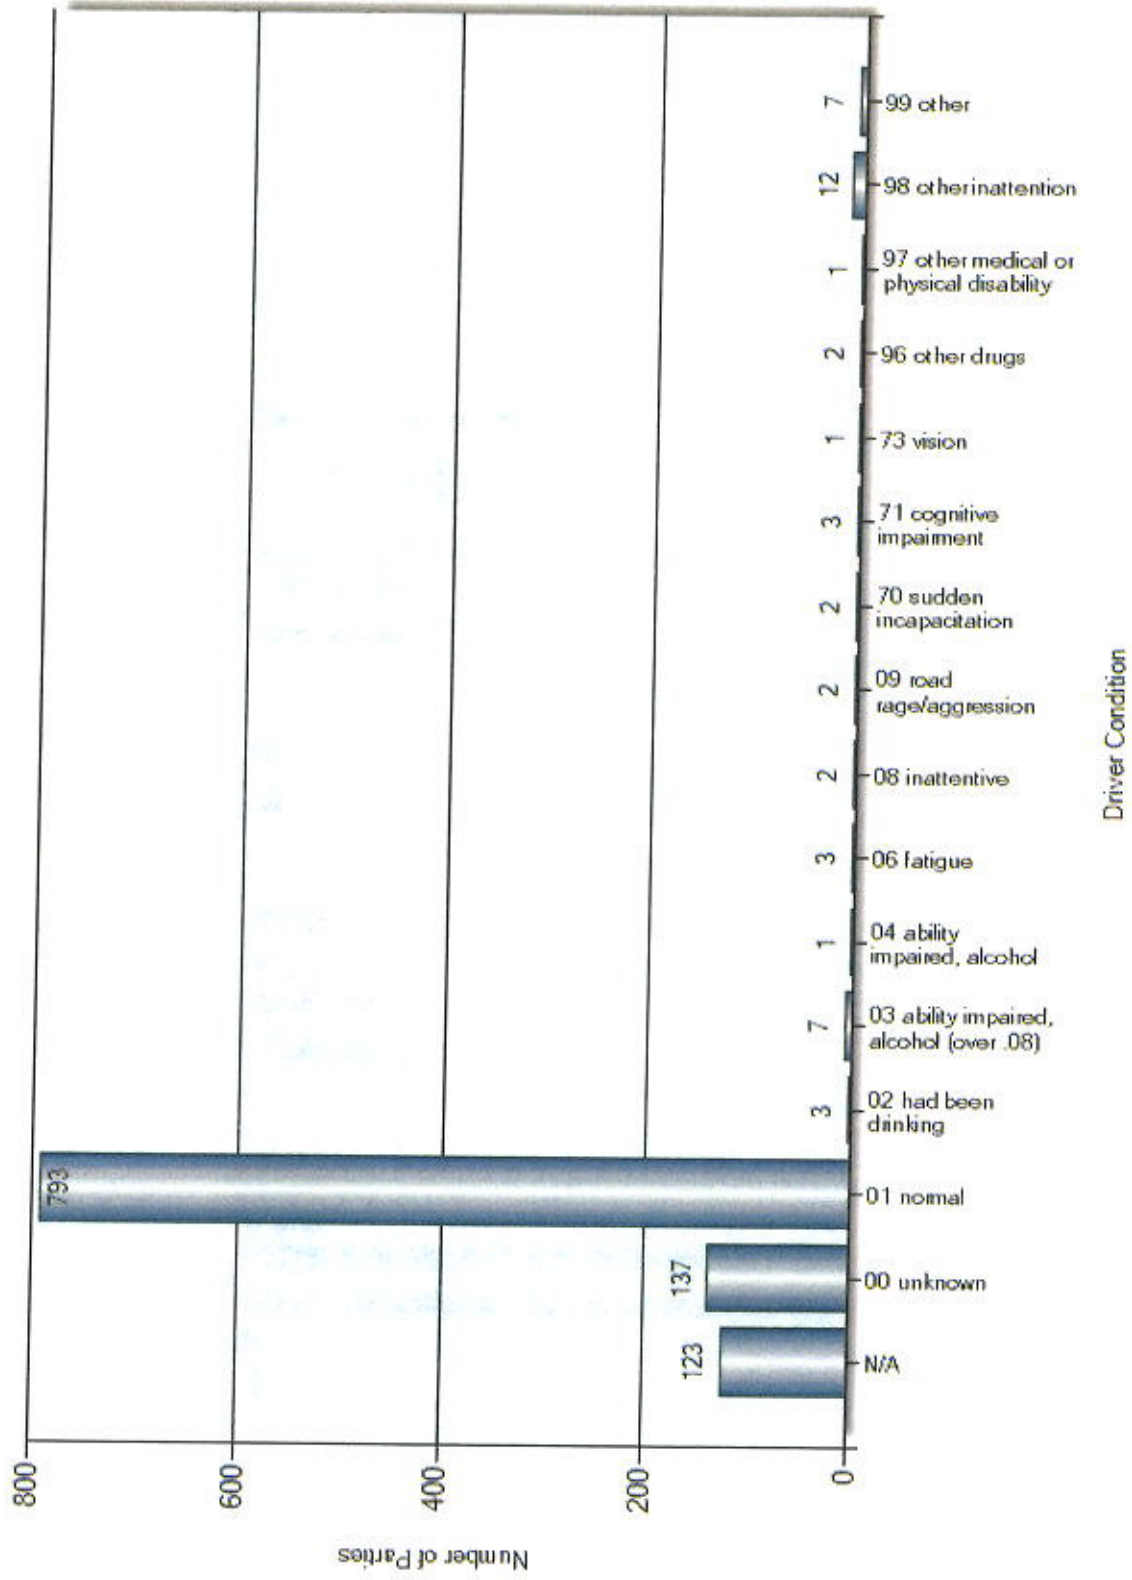 Number of Parties
800
600
400
200
0
123
137
793
3
7
1
3
2
2
2
3
1
2
1
12
7
N/A
00 unknown
01 normal
02 had been
drinking
03 ability impaired,
alcohol (over .08)
04 ability
impaired, alcohol
06 fatigue
08 inattentive
09 road
rage/aggression
70 sudden
incapacitation
71 cognitive
impairment
73 vision
96 other drugs
97 other medical or
physical disability
98 other inattention
99 other
Driver Condition